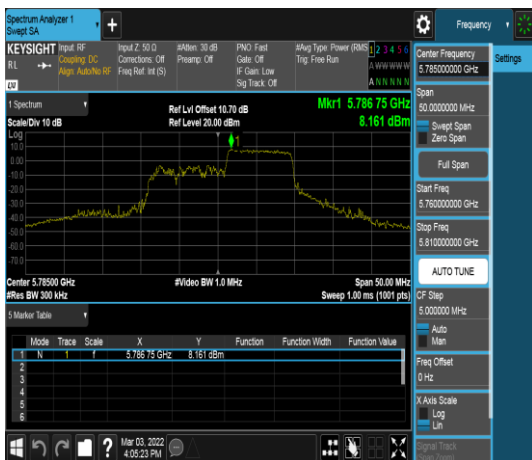 Spectrum Analyzer 1
Swept SA
Frequency
KEYSIGHT
Input: RF
Input Z: 50 Ω
#Atten: 30 dB
PNO: Fast
#Avg Type: Power (RMS)
1 2 3 4 5 6
RL
Coupling: DC
Corrections: Off
Preamp: Off
Gate: Off
Trig: Free Run
A W W W W W
Align: Auto/No RF
Freq Ref: Int (S)
IF Gain: Low
Sig Track: Off
A N N N N N
LXI
1 Spectrum
Ref Lvl Offset 10.70 dB
Mkr1 5.786 75 GHz
Scale/Div 10 dB
Ref Level 20.00 dBm
8.161 dBm
Log
10.0
0.00
-10.0
-20.0
-30.0
-40.0
-50.0
-60.0
-70.0
1
Center 5.78500 GHz
#Video BW 1.0 MHz
Span 50.00 MHz
#Res BW 300 kHz
Sweep 1.00 ms (1001 pts)
5 Marker Table
Mode Trace Scale X Y Function Function Width Function Value
1 N 1 f 5.786 75 GHz 8.161 dBm
2
3
4
5
6
Mar 03, 2022
4:05:23 PM
Center Frequency
5.785000000 GHz
Settings
Span
50.0000000 MHz
Swept Span
Zero Span
Full Span
Start Freq
5.760000000 GHz
Stop Freq
5.810000000 GHz
AUTO TUNE
CF Step
5.000000 MHz
Auto
Man
Freq Offset
0 Hz
X Axis Scale
Log
Lin
Signal Track